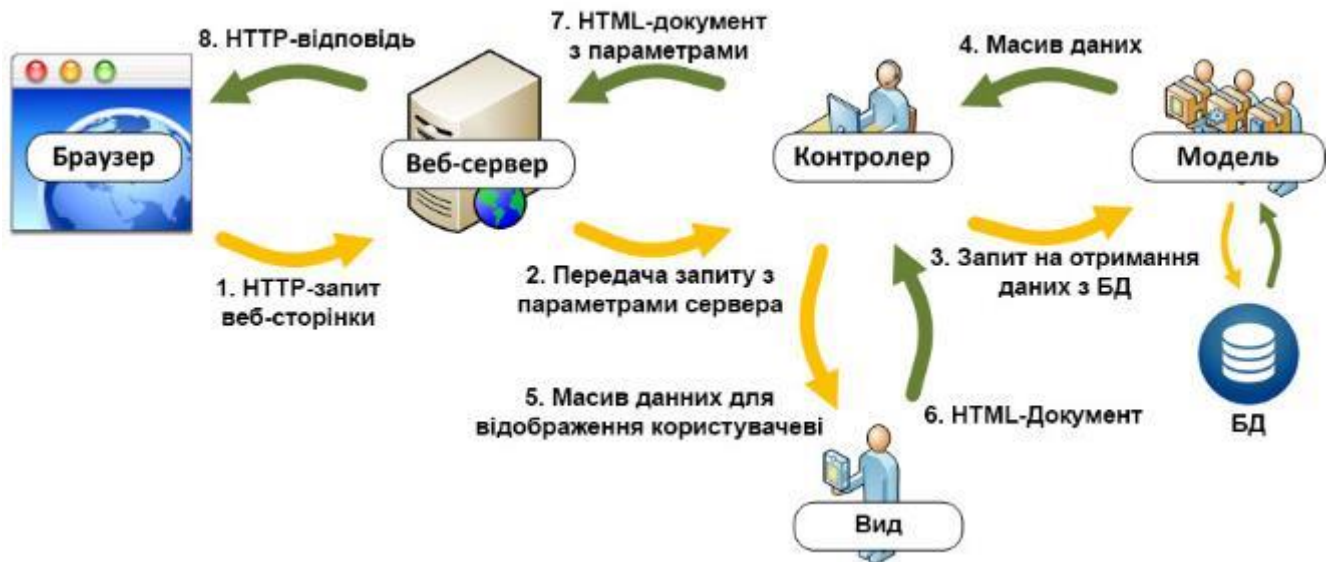 8. HTTP-відповідь
7. HTML-документ
з параметрами
4. Масив даних
Браузер
Веб-сервер
Контролер
Модель
1. HTTP-запит
веб-сторінки
2. Передача запиту з
параметрами сервера
3. Запит на отримання
даних з БД
5. Масив данних для
відображення користувачеві
6. HTML-Документ
БД
Вид